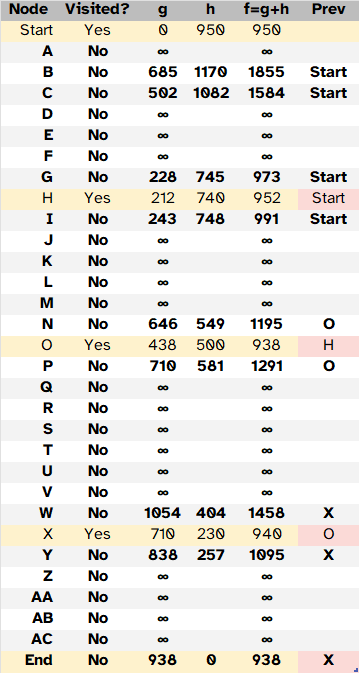 Node Visited? g h f=g+h Prev
Start Yes 0 950 950
A No ∞ ∞
B No 685 1170 1855 Start
C No 502 1082 1584 Start
D No ∞ ∞
E No ∞ ∞
F No ∞ ∞
G No 228 745 973 Start
H Yes 212 740 952 Start
I No 243 748 991 Start
J No ∞ ∞
K No ∞ ∞
L No ∞ ∞
M No ∞ ∞
N No 646 549 1195 O
O Yes 438 500 938 H
P No 710 581 1291 O
Q No ∞ ∞
R No ∞ ∞
S No ∞ ∞
T No ∞ ∞
U No ∞ ∞
V No ∞ ∞
W No 1054 404 1458 X
X Yes 710 230 940 O
Y No 838 257 1095 X
Z No ∞ ∞
AA No ∞ ∞
AB No ∞ ∞
AC No ∞ ∞
End No 938 0 938 X